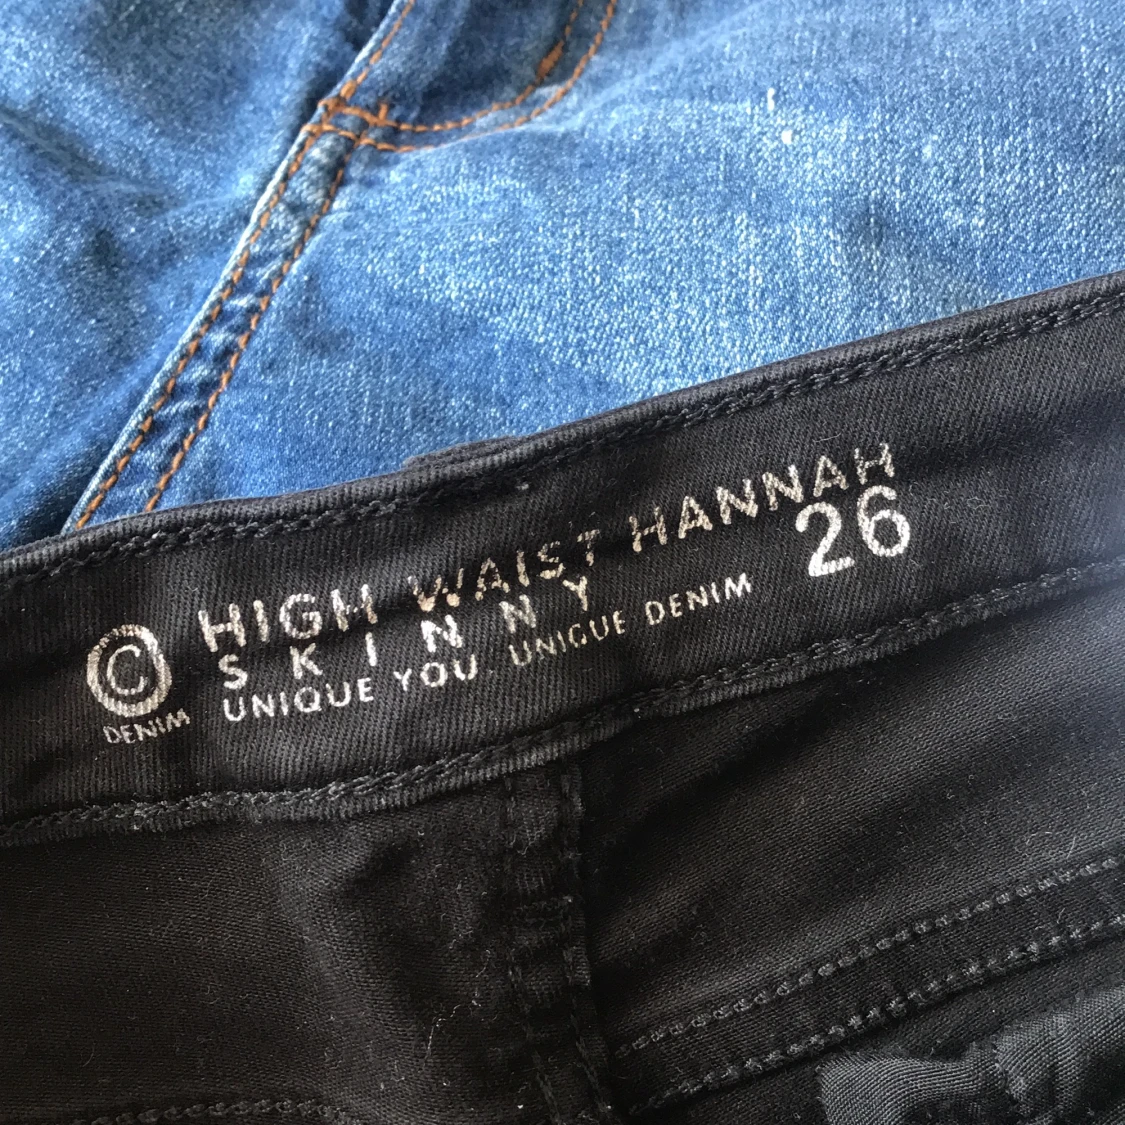 © DENIM
HIGH WAIST HANNAH
SKINNY
UNIQUE YOU UNIQUE DENIM
26